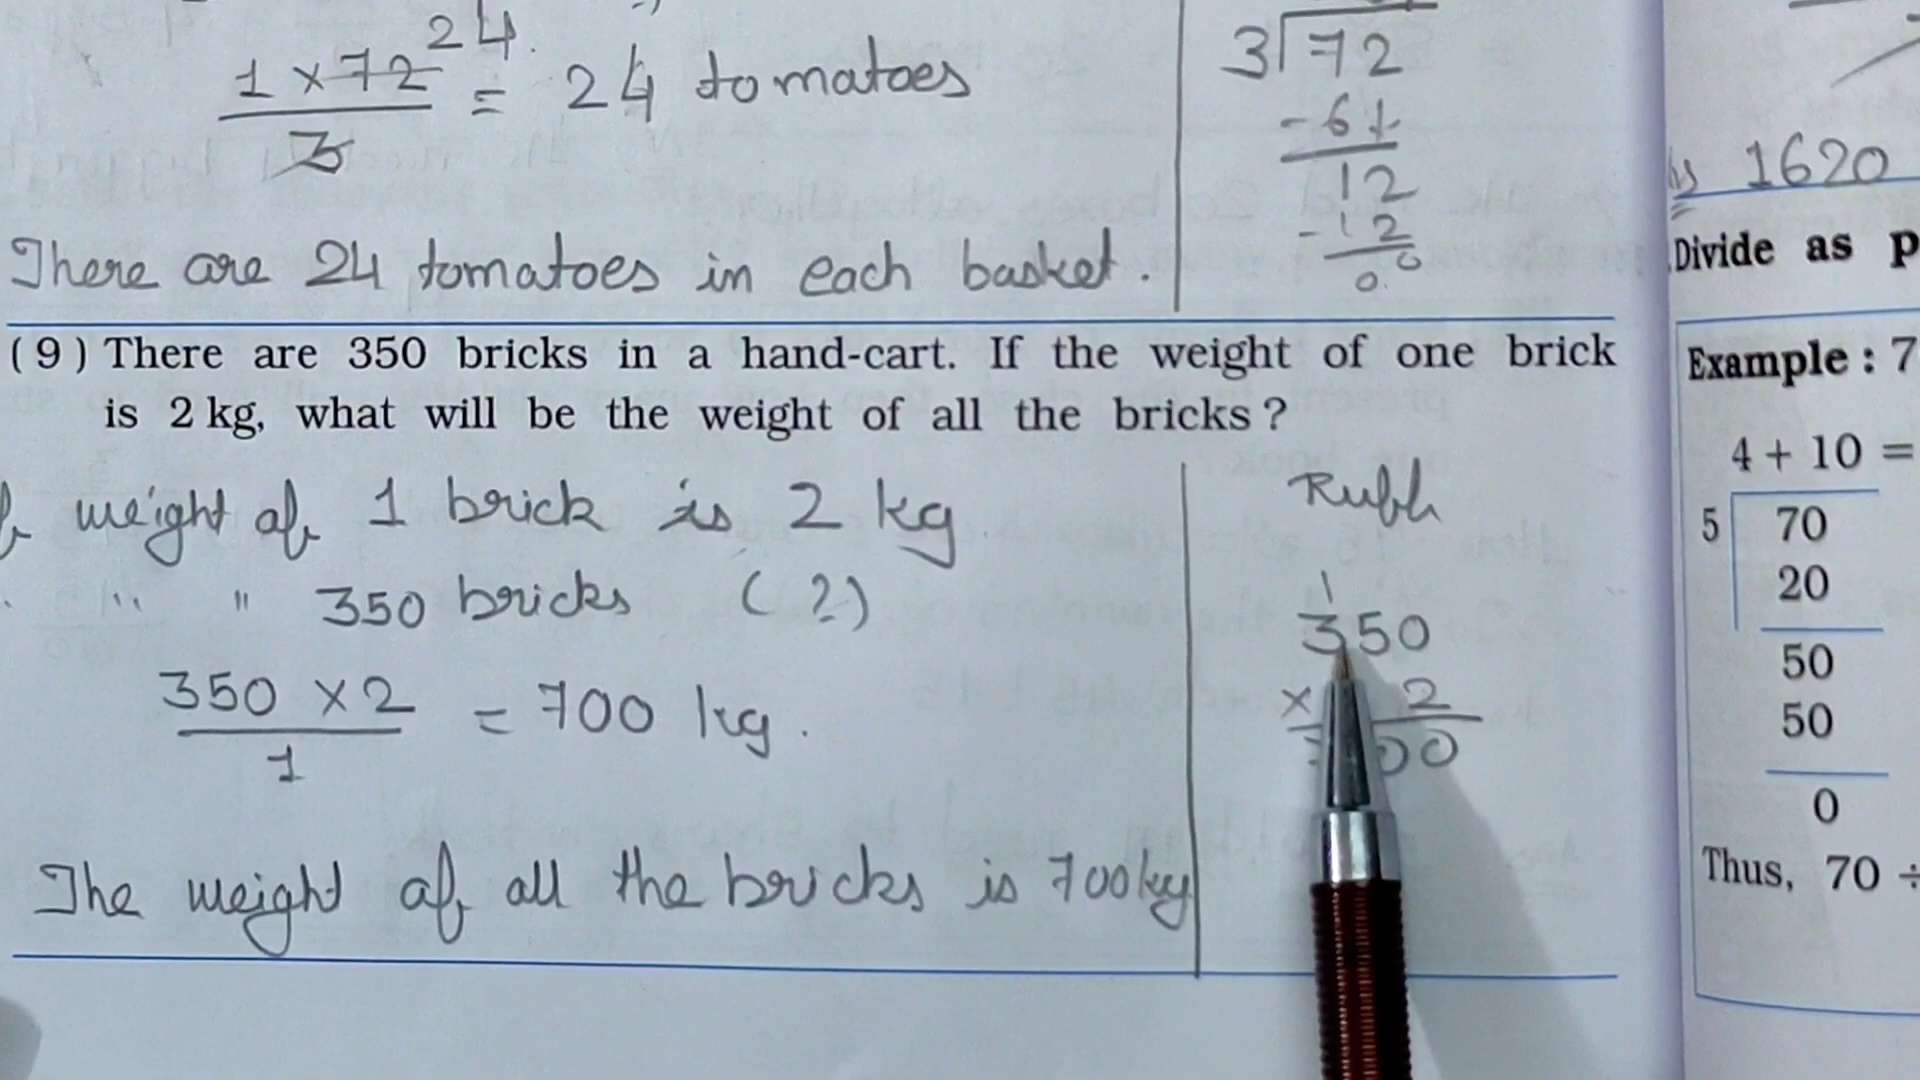 1 × 72 24 = 24 tomatoes
3
There are 24 tomatoes in each basket.
3 72
- 6
12
- 12
00
(9) There are 350 bricks in a hand-cart. If the weight of one brick
is 2 kg, what will be the weight of all the bricks ?
weight of 1 brick is 2 kg
" " 350 bricks (?)
350 × 2 = 700 kg.
1
The weight of all the bricks is 700kg
1
350
× 2
00
1620
Divide as p
Example : 7
4 + 10 =
5 70
20
50
50
0
Thus, 70 ÷